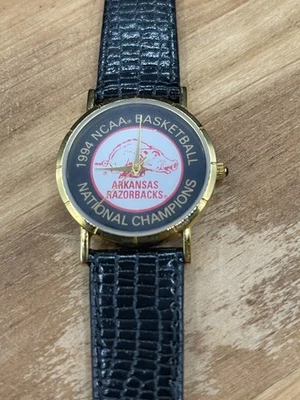 1994 NCAA® BASKETBALL
ARKANSAS
RAZORBACKS®
NATIONAL CHAMPIONS